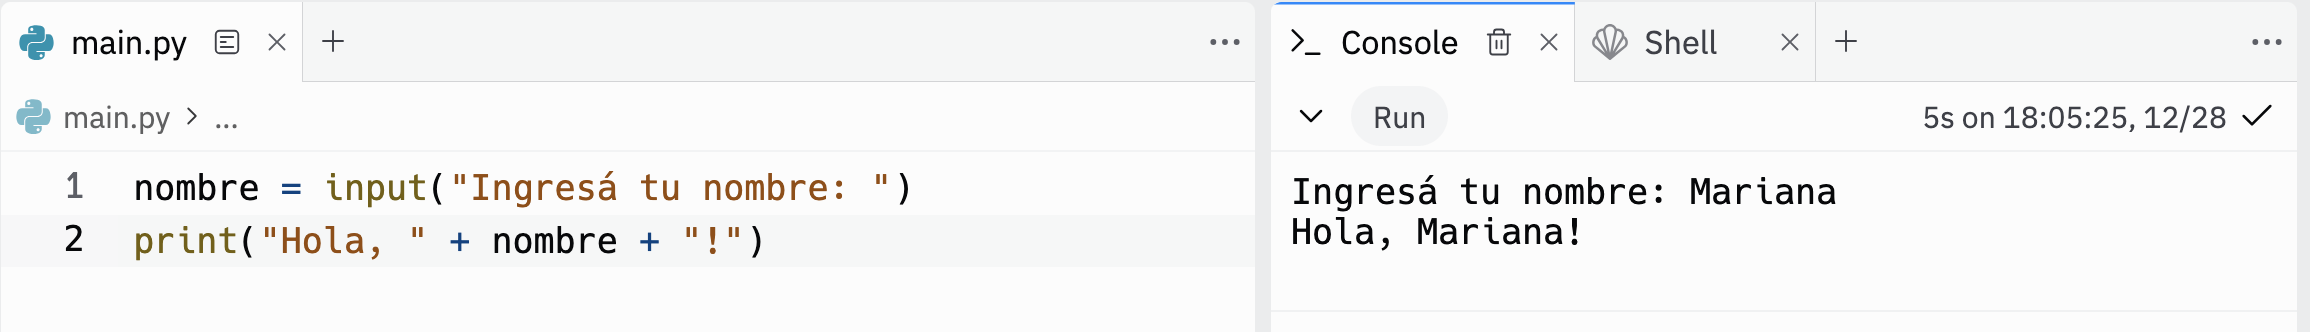 main.py
Console
Shell
main.py > ...
Run
5s on 18:05:25, 12/28
1 nombre = input("Ingresá tu nombre: ")
2 print("Hola, " + nombre + "!")
Ingresá tu nombre: Mariana
Hola, Mariana!